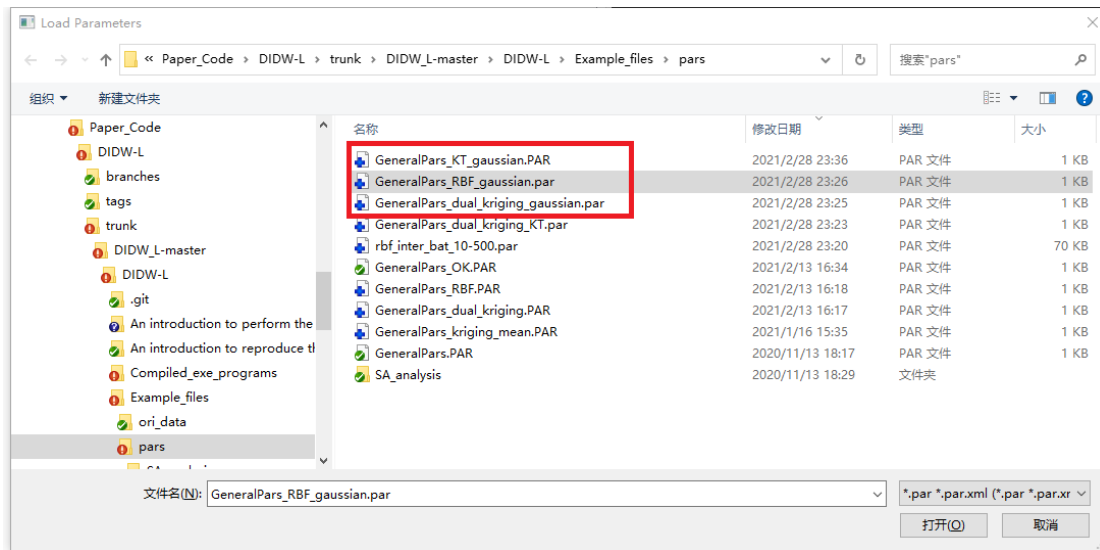 Load Parameters
« Paper_Code › DIDW-L › trunk › DIDW_L-master › DIDW-L › Example_files › pars
搜索"pars"
组织 新建文件夹
名称 修改日期 类型 大小
Paper_Code
DIDW-L
branches
tags
trunk
DIDW_L-master
DIDW-L
.git
An introduction to perform the
An introduction to reproduce th
Compiled_exe_programs
Example_files
ori_data
pars
GeneralPars_KT_gaussian.PAR 2021/2/28 23:36 PAR 文件 1 KB
GeneralPars_RBF_gaussian.par 2021/2/28 23:26 PAR 文件 1 KB
GeneralPars_dual_kriging_gaussian.par 2021/2/28 23:25 PAR 文件 1 KB
GeneralPars_dual_kriging_KT.par 2021/2/28 23:23 PAR 文件 1 KB
rbf_inter_bat_10-500.par 2021/2/28 23:20 PAR 文件 70 KB
GeneralPars_OK.PAR 2021/2/13 16:34 PAR 文件 1 KB
GeneralPars_RBF.PAR 2021/2/13 16:18 PAR 文件 1 KB
GeneralPars_dual_kriging.PAR 2021/2/13 16:17 PAR 文件 1 KB
GeneralPars_kriging_mean.PAR 2021/1/16 15:35 PAR 文件 1 KB
GeneralPars.PAR 2020/11/13 18:17 PAR 文件 1 KB
SA_analysis 2020/11/13 18:29 文件夹
文件名(N): GeneralPars_RBF_gaussian.par *.par *.par.xml (*.par *.par.xr
打开(O) 取消